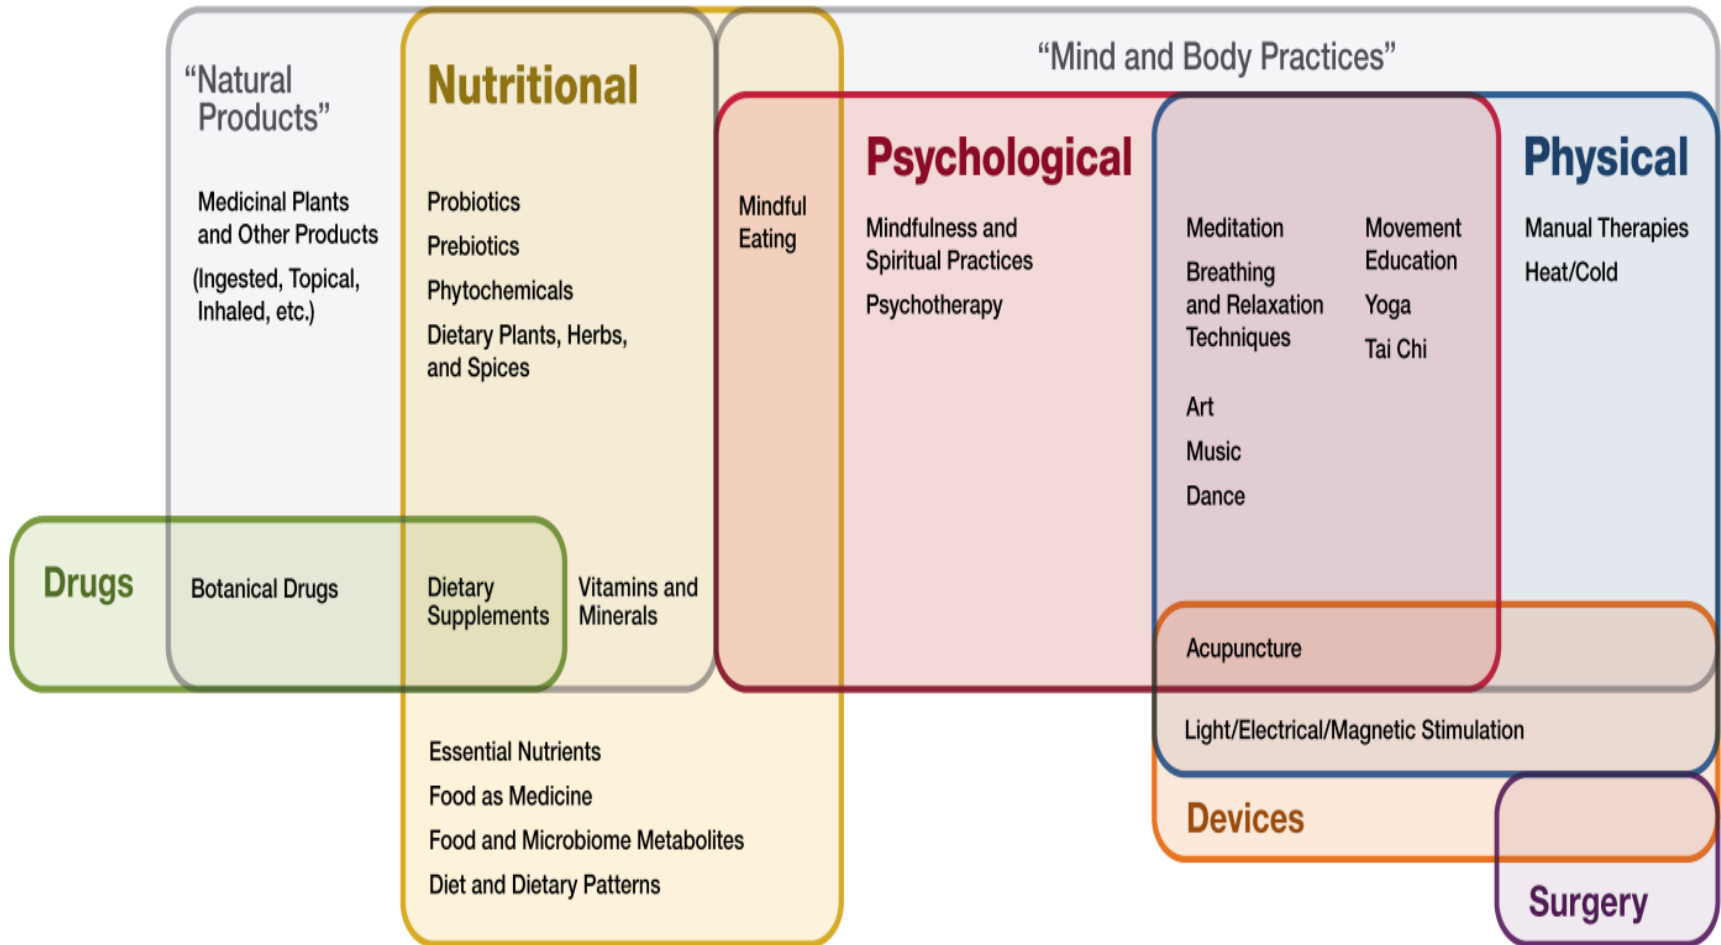 “Natural
Products”
Medicinal Plants
and Other Products
(Ingested, Topical,
Inhaled, etc.)
Nutritional
Probiotics
Prebiotics
Phytochemicals
Dietary Plants, Herbs,
and Spices
Mindful
Eating
“Mind and Body Practices”
Psychological
Mindfulness and
Spiritual Practices
Psychotherapy
Meditation
Breathing
and Relaxation
Techniques
Art
Music
Dance
Movement
Education
Yoga
Tai Chi
Physical
Manual Therapies
Heat/Cold
Drugs
Botanical Drugs
Dietary
Supplements
Vitamins and
Minerals
Acupuncture
Light/Electrical/Magnetic Stimulation
Essential Nutrients
Food as Medicine
Food and Microbiome Metabolites
Diet and Dietary Patterns
Devices
Surgery